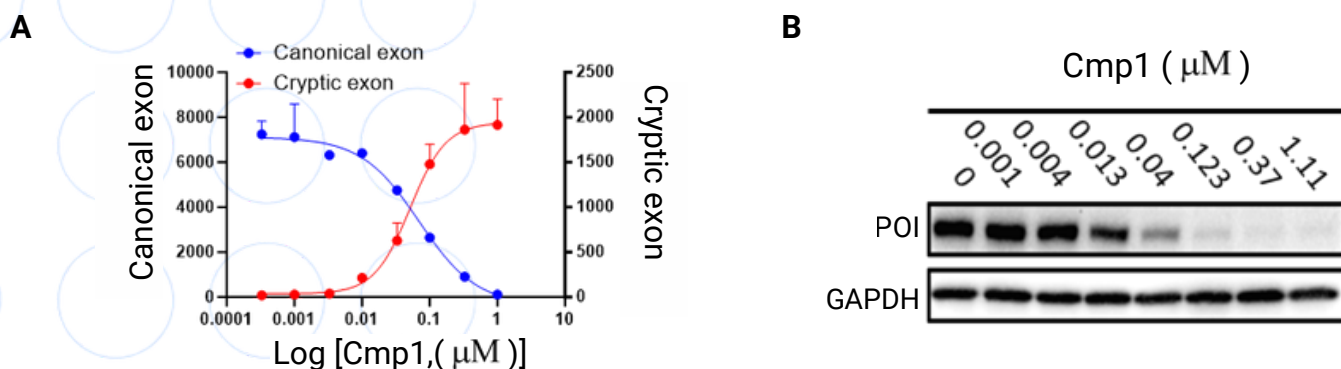 A
Canonical exon
Cryptic exon
Canonical exon
10000
8000
6000
4000
2000
0
2500
2000
1500
1000
500
0
Cryptic exon
0.0001
0.001
0.01
0.1
1
10
Log [Cmp1,( μM )]
B
Cmp1 ( μM )
0
0.001
0.004
0.013
0.04
0.123
0.37
1.11
POI
GAPDH